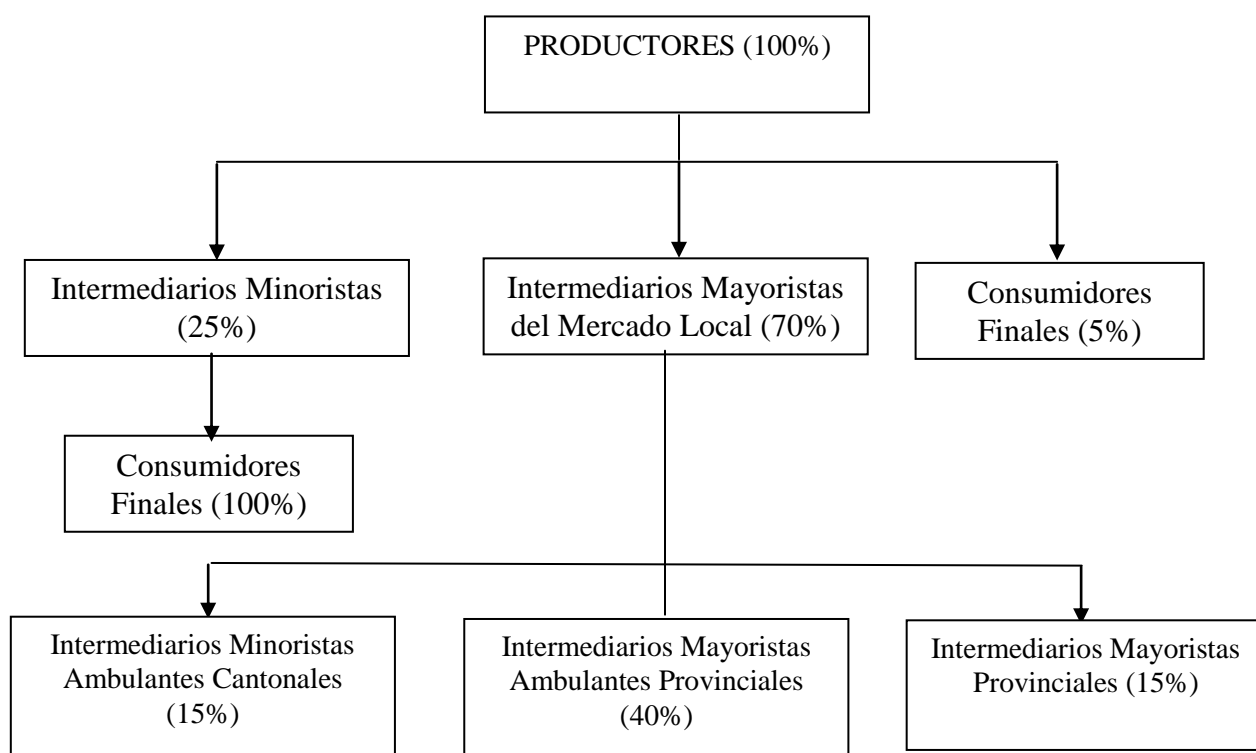 PRODUCTORES (100%)
Intermediarios Minoristas
(25%)
Intermediarios Mayoristas
del Mercado Local (70%)
Consumidores
Finales (5%)
Consumidores
Finales (100%)
Intermediarios Minoristas
Ambulantes Cantonales
(15%)
Intermediarios Mayoristas
Ambulantes Provinciales
(40%)
Intermediarios Mayoristas
Provinciales (15%)